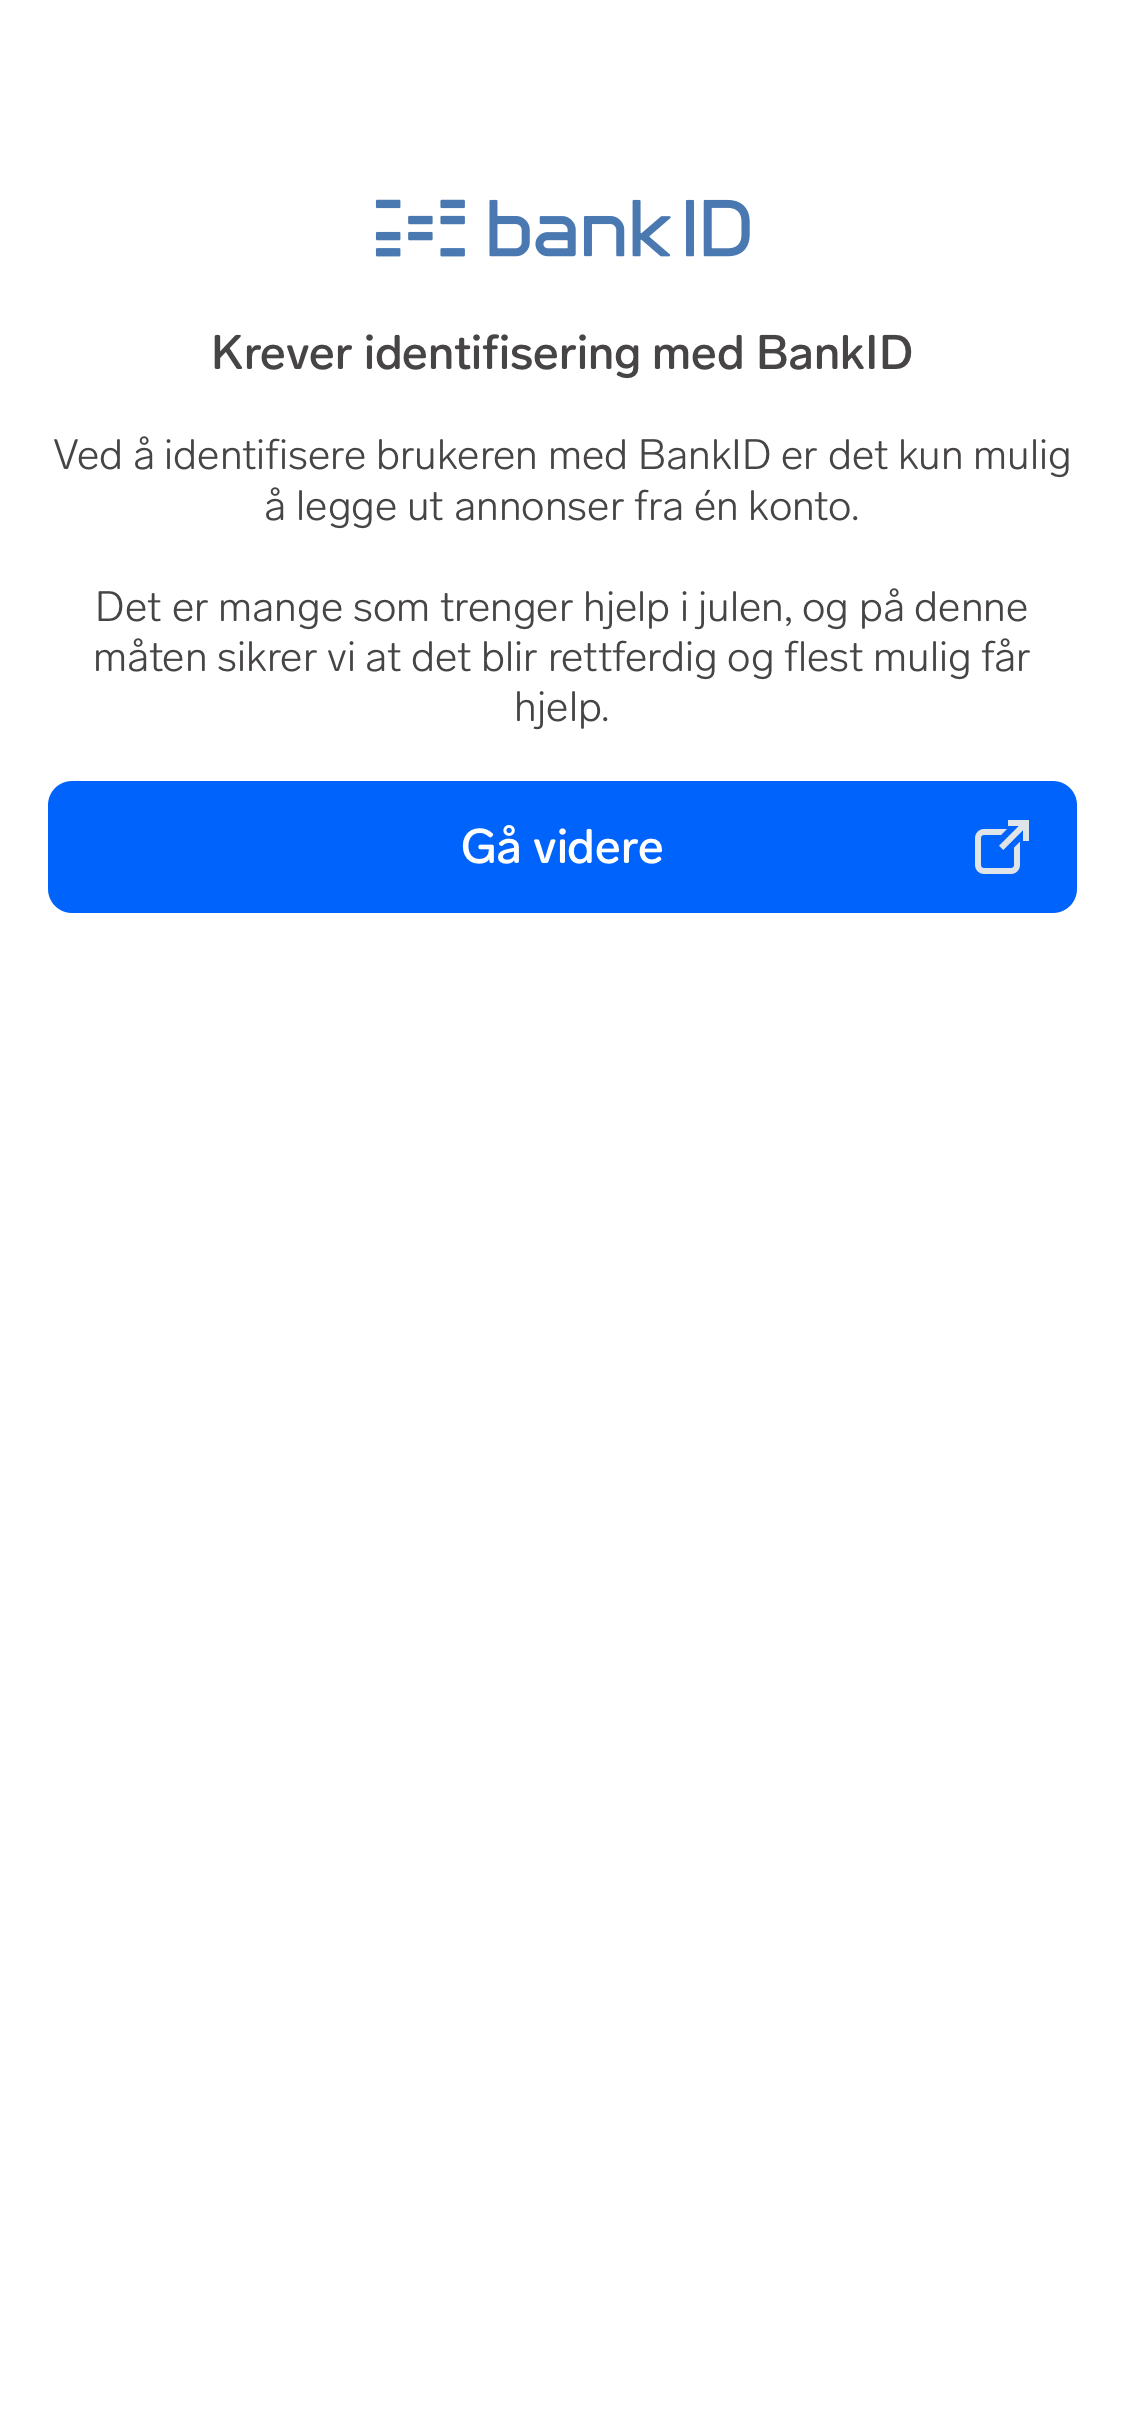 bankID
Krever identifisering med BankID
Ved å identifisere brukeren med BankID er det kun mulig
å legge ut annonser fra én konto.
Det er mange som trenger hjelp i julen, og på denne
måten sikrer vi at det blir rettferdig og flest mulig får
hjelp.
Gå videre